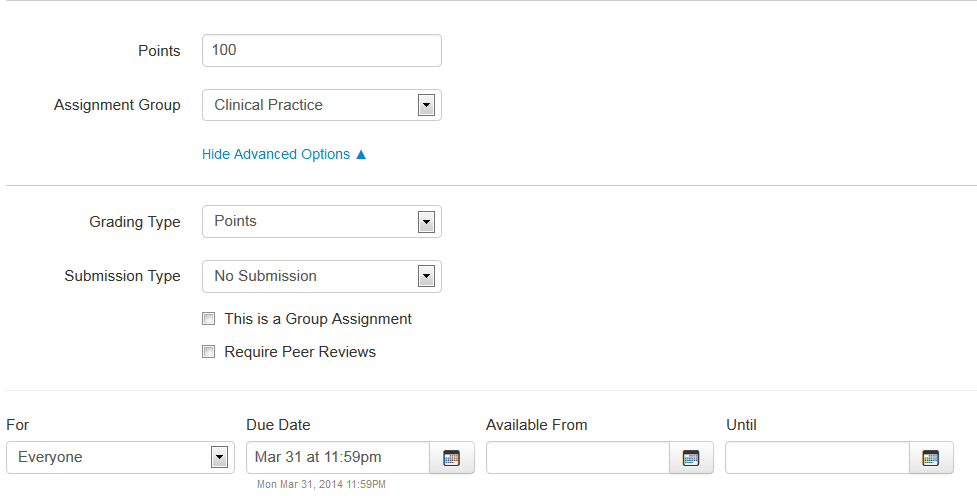 Points 100
Assignment Group Clinical Practice
Hide Advanced Options ▲
Grading Type Points
Submission Type No Submission
This is a Group Assignment
Require Peer Reviews
For Due Date Available From Until
Everyone Mar 31 at 11:59pm
Mon Mar 31, 2014 11:59PM